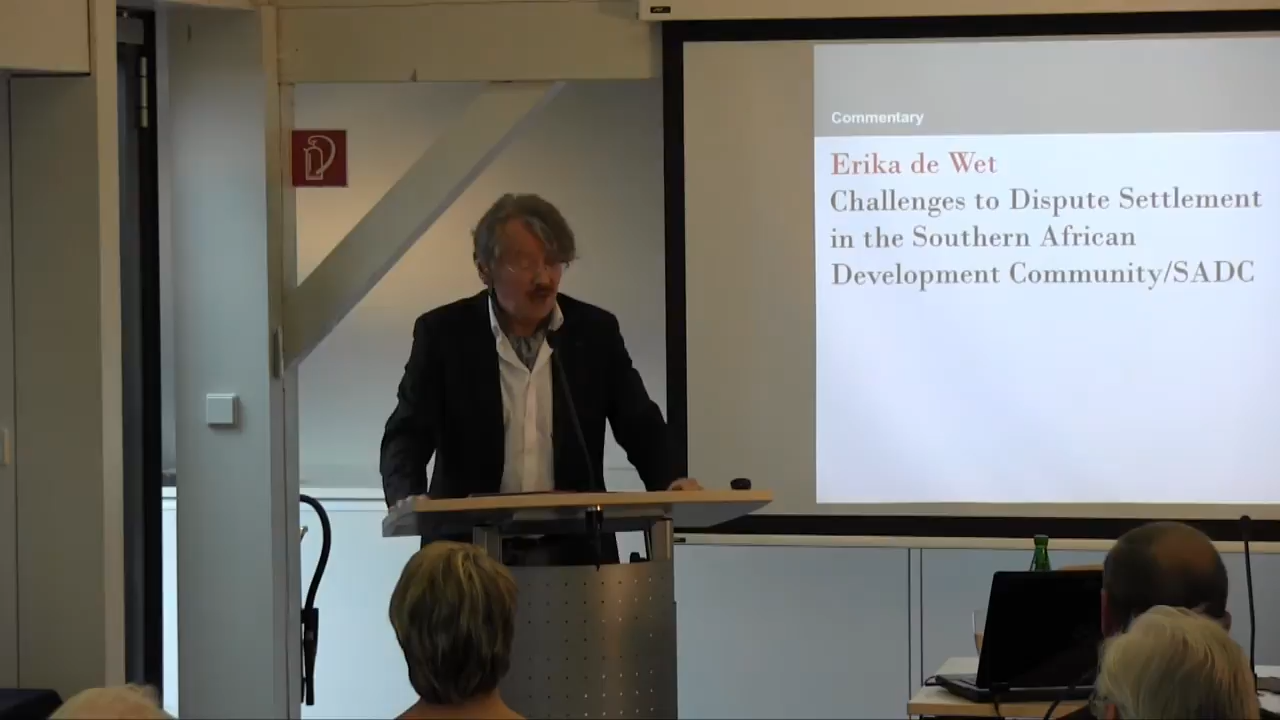 Commentary
Erika de Wet
Challenges to Dispute Settlement
in the Southern African
Development Community/SADC